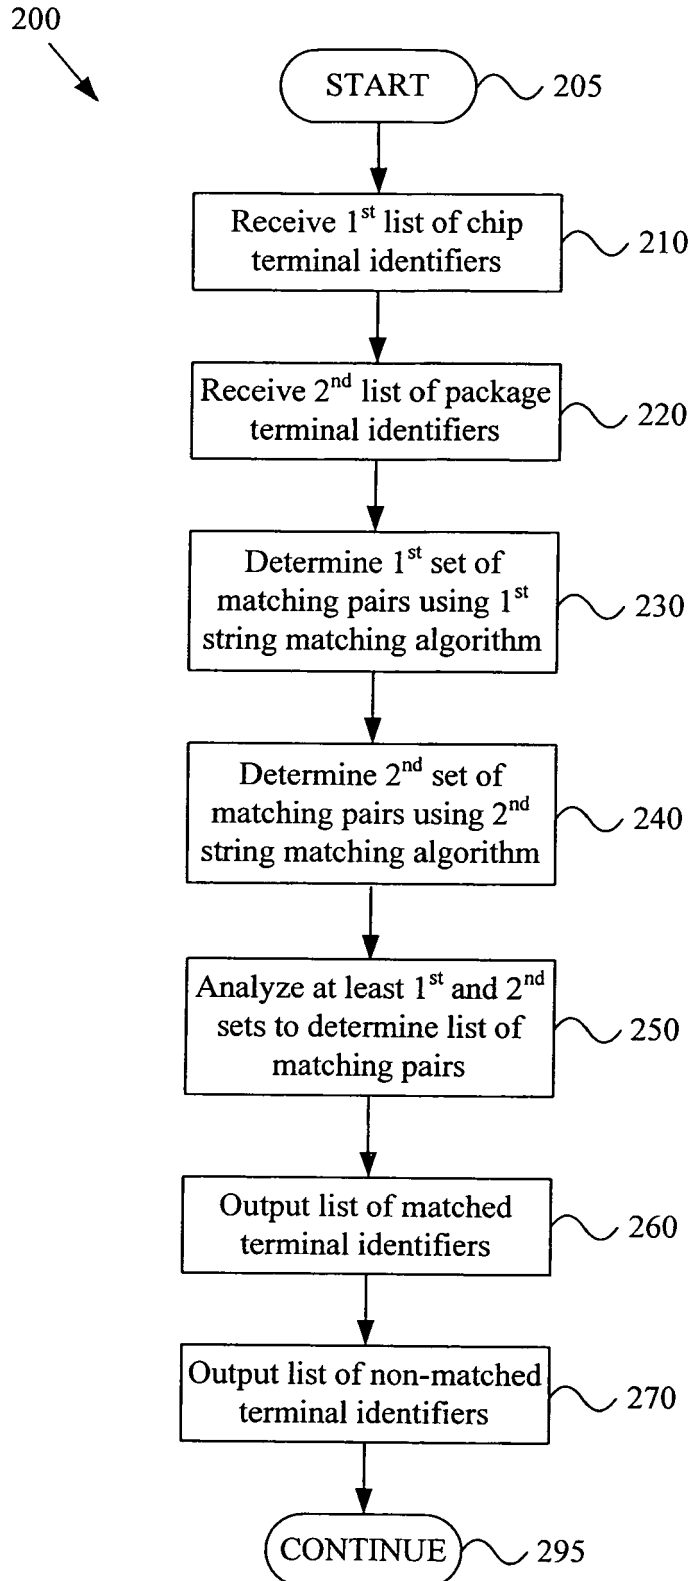 200
START
205
Receive 1st list of chip
terminal identifiers
210
Receive 2nd list of package
terminal identifiers
220
Determine 1st set of
matching pairs using 1st
string matching algorithm
230
Determine 2nd set of
matching pairs using 2nd
string matching algorithm
240
Analyze at least 1st and 2nd
sets to determine list of
matching pairs
250
Output list of matched
terminal identifiers
260
Output list of non-matched
terminal identifiers
270
CONTINUE
295